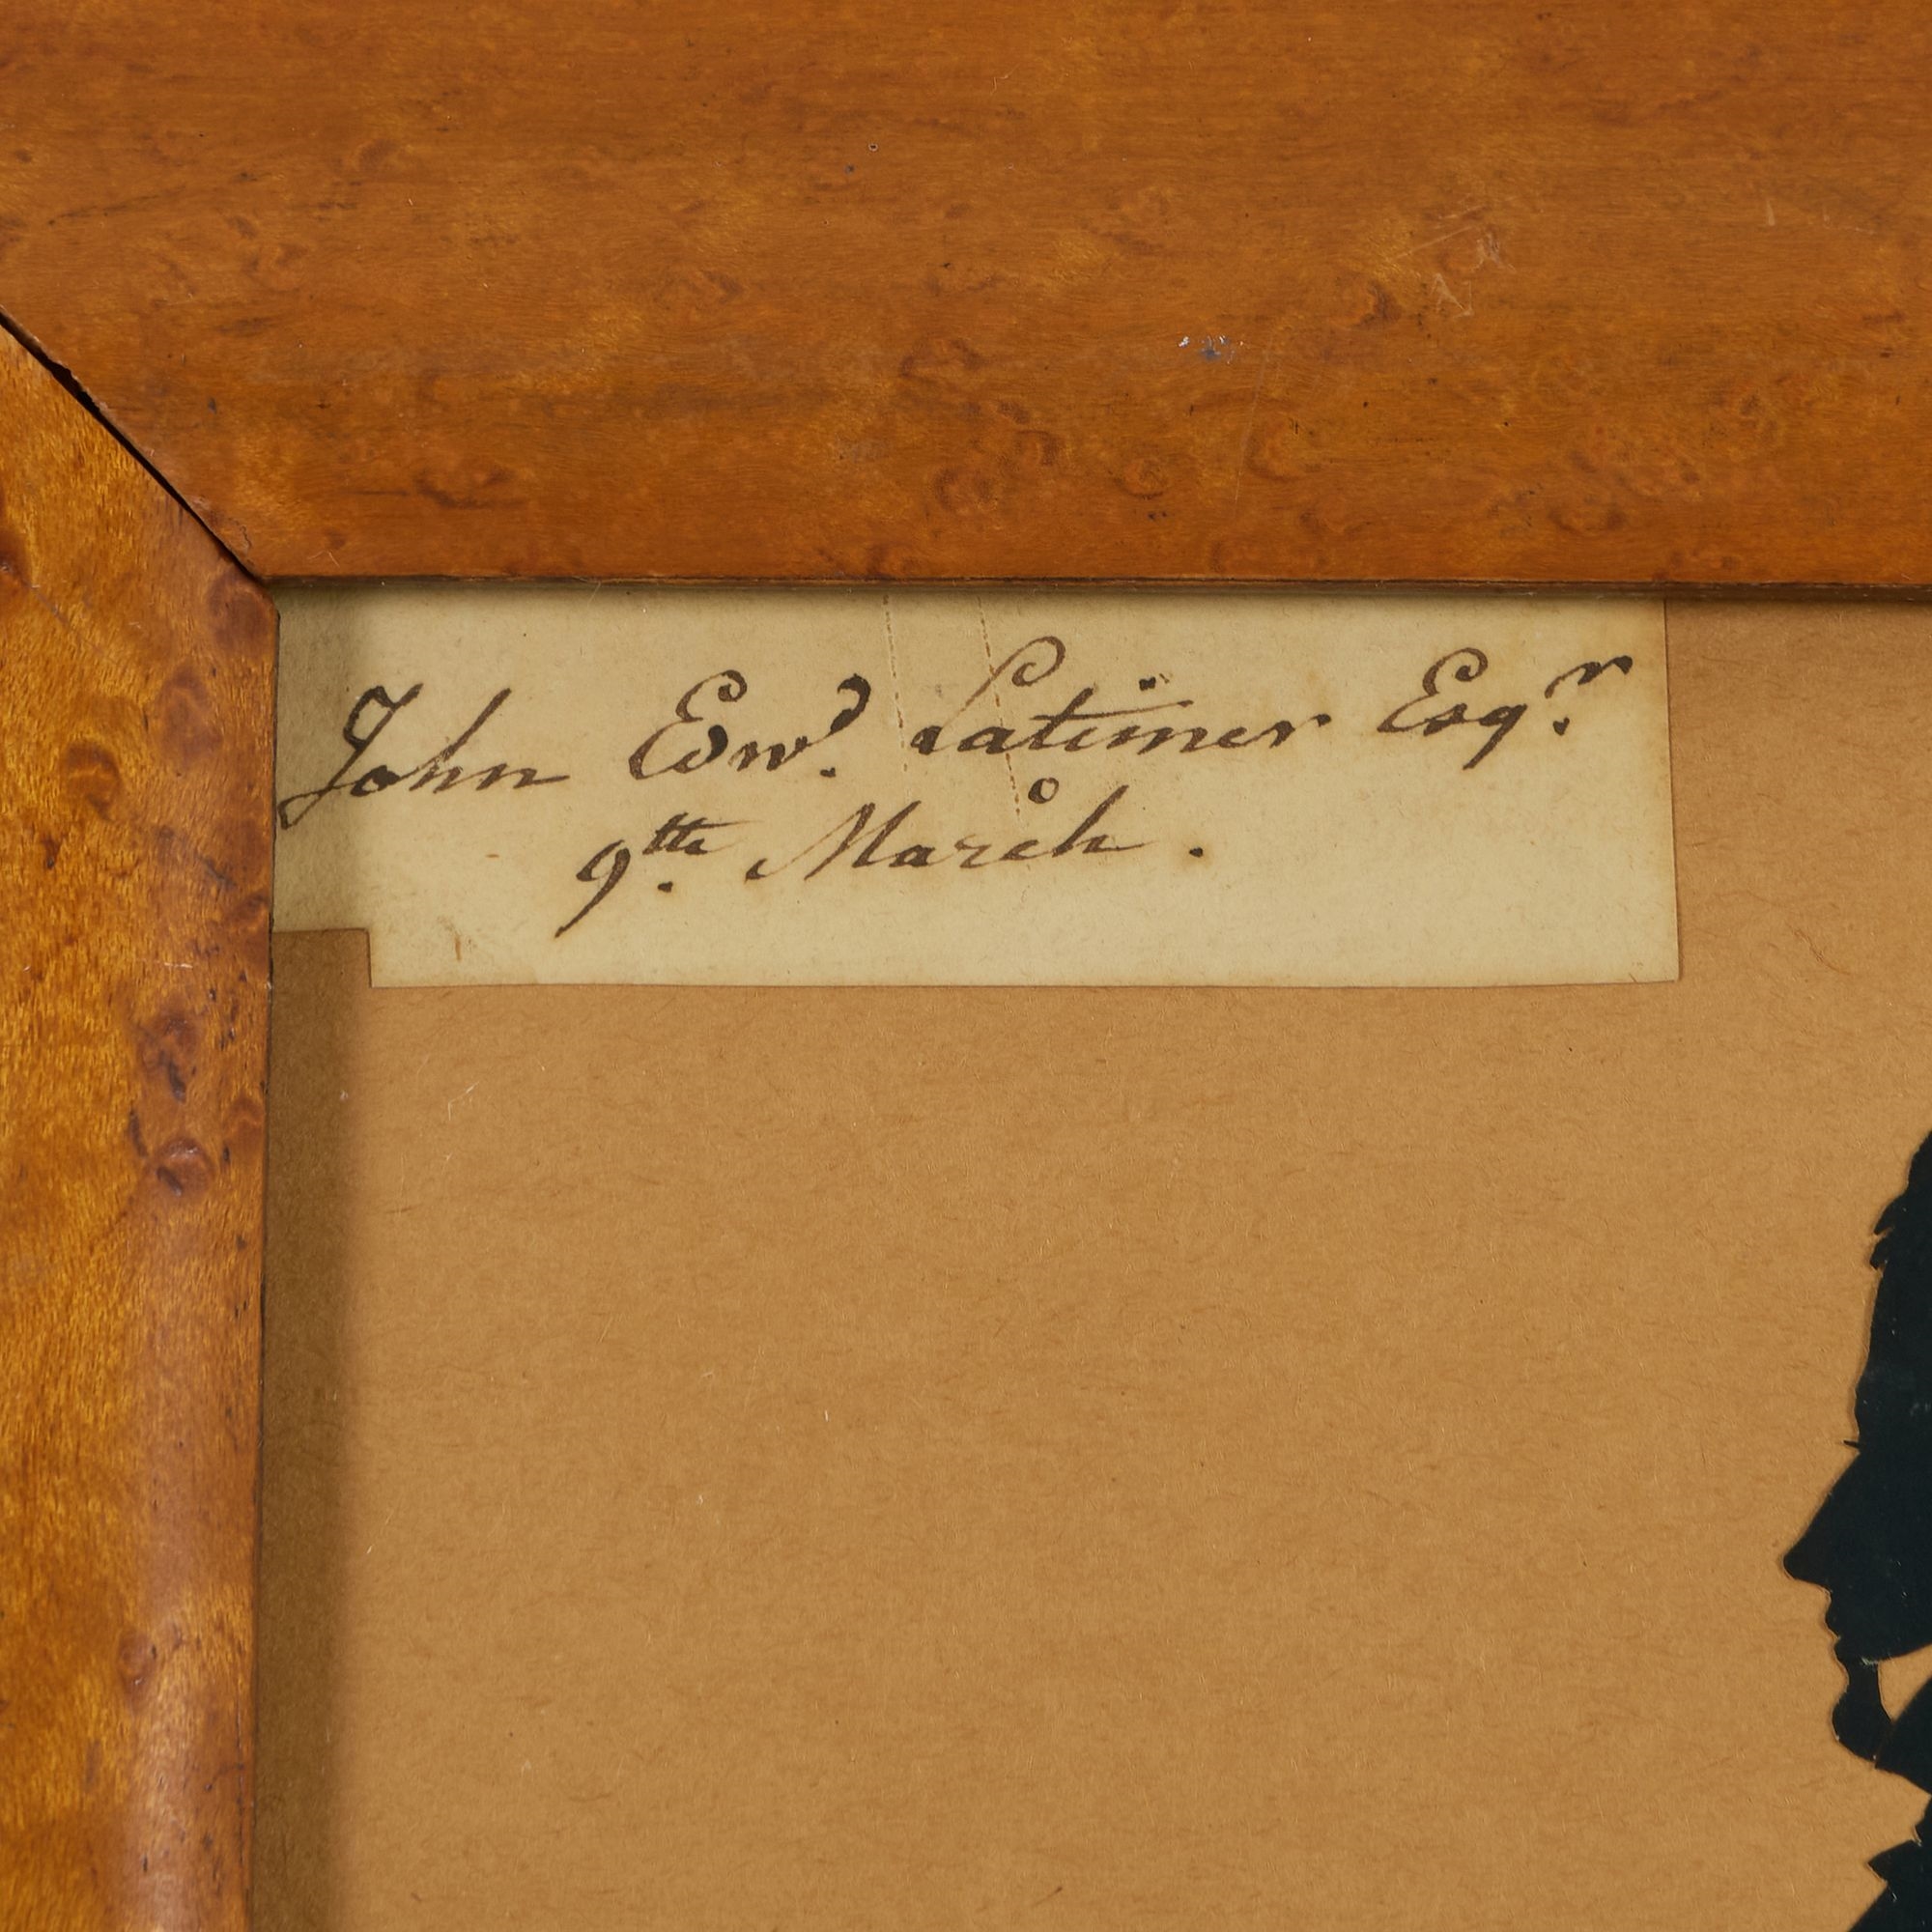 John Edwd. Latimer Esqr.
9th. March.